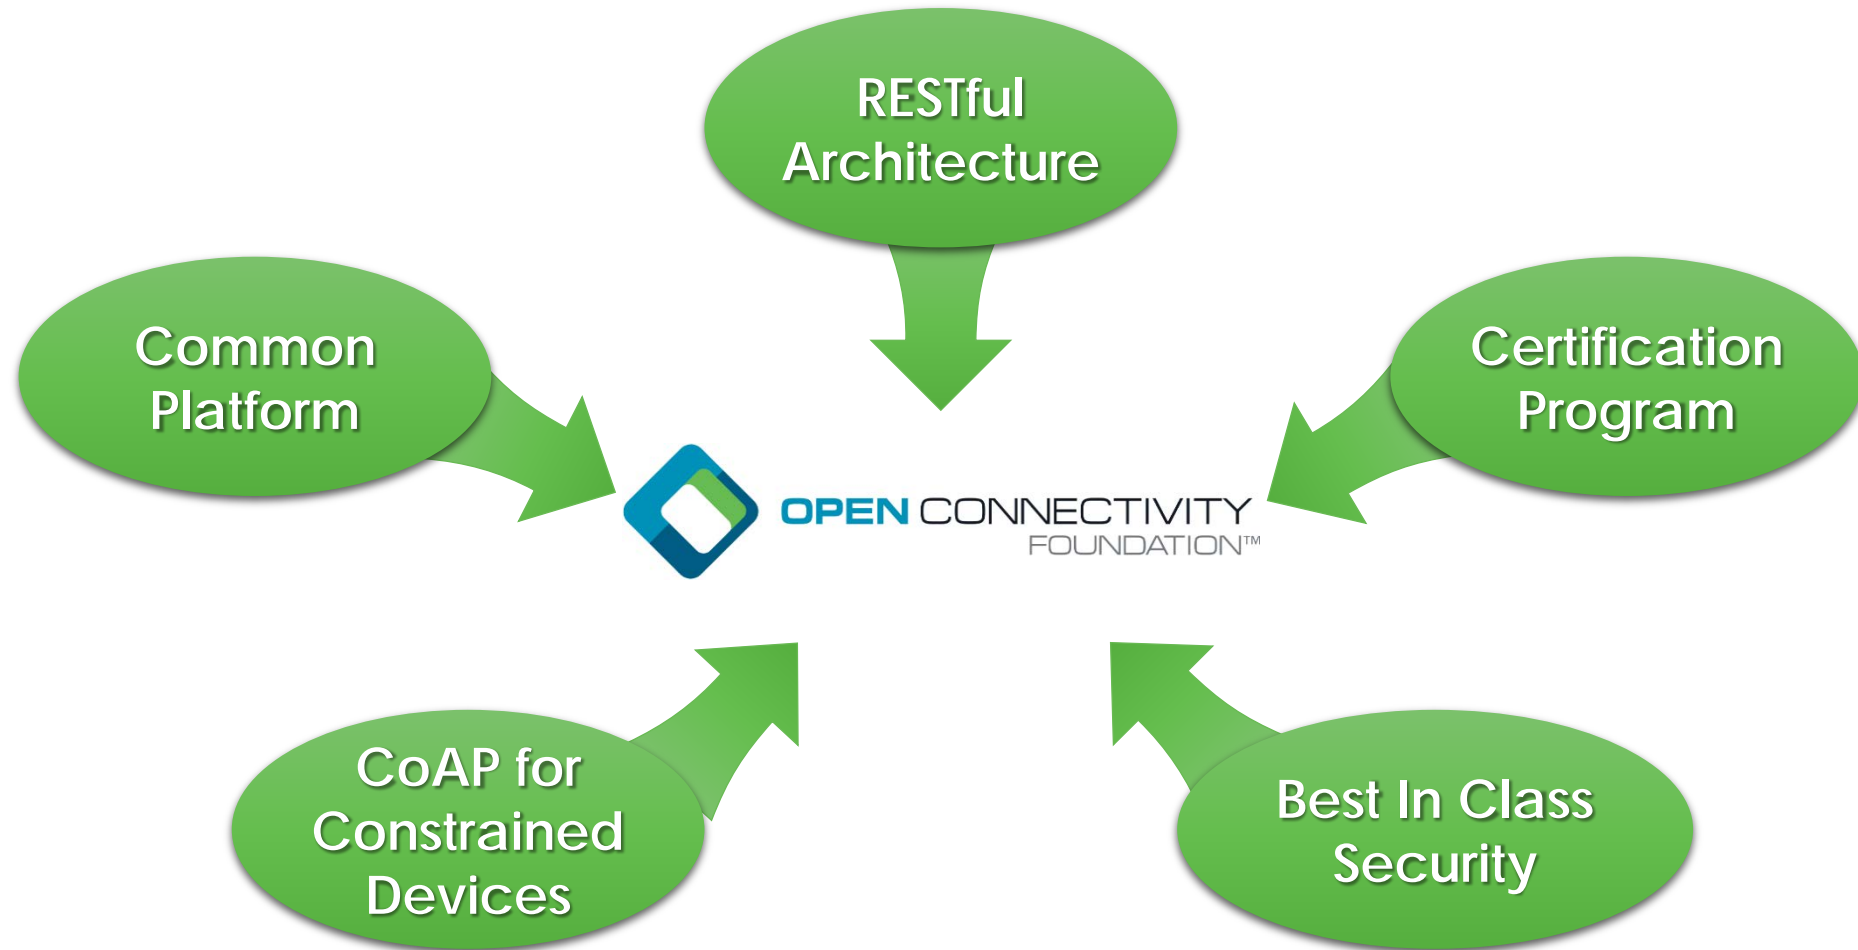 RESTful
Architecture
Common
Platform
Certification
Program
OPEN CONNECTIVITY
FOUNDATION™
CoAP for
Constrained
Devices
Best In Class
Security